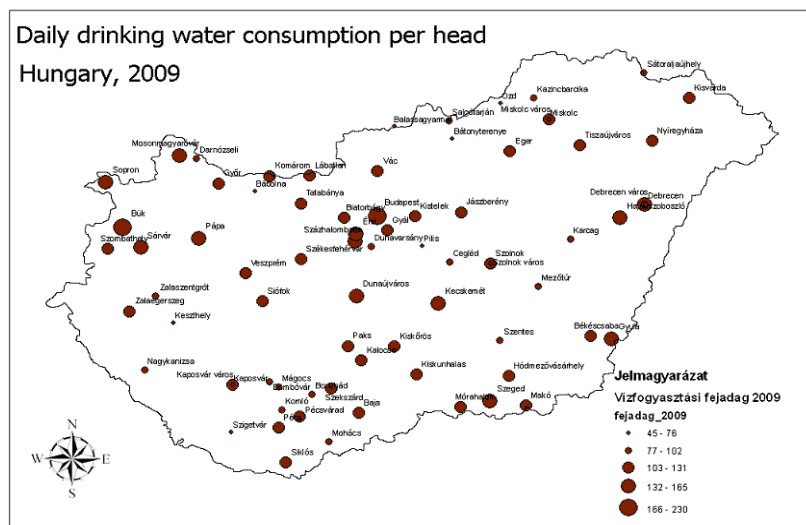 Daily drinking water consumption per head
Hungary, 2009
Sátoraljaújhely
Ózd
Kazincbarcika
Kisvárda
Balassagyarmat
Salgótarján
Miskolc város
Miskolc
Bátonyterenye
Eger
Tiszaújváros
Nyíregyháza
Mosonmagyaróvár
Darnózseli
Sopron
Győr
Komárom
Lábatlan
Vác
Bábolna
Tatabánya
Biatorbágy
Budapest
Kistelek
Jászberény
Debrecen város
Debrecen
Hajdúszoboszló
Bük
Pápa
Százhalombatta
Érd
Gyál
Szombathely
Sárvár
Dunavarsány
Pilis
Karcag
Veszprém
Székesfehérvár
Cegléd
Szolnok
Szolnok város
Zalaszentgrót
Zalaegerszeg
Siófok
Dunaújváros
Kecskemét
Mezőtúr
Keszthely
Paks
Kiskőrös
Szentes
Békéscsaba
Gyula
Kalocsa
Nagykanizsa
Kaposvár város
Kaposvár
Mágocs
Dombóvár
Bonyhád
Szekszárd
Kiskunhalas
Hódmezővásárhely
Komló
Pécsvárad
Pécs
Baja
Mórahalom
Szeged
Makó
Szigetvár
Mohács
Siklós
N
W
E
S
Jelmagyarázat
Vízfogyasztási fejadag 2009
fejadag_2009
45 - 76
77 - 102
103 - 131
132 - 165
166 - 230